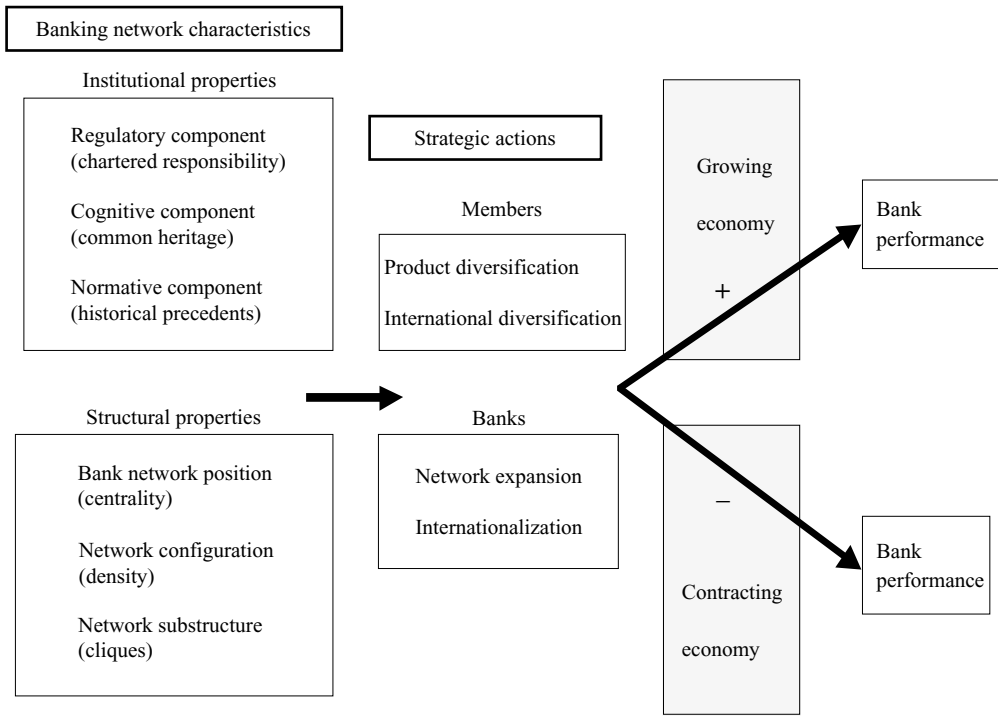 Banking network characteristics
Institutional properties
Regulatory component
(chartered responsibility)
Cognitive component
(common heritage)
Normative component
(historical precedents)
Structural properties
Bank network position
(centrality)
Network configuration
(density)
Network substructure
(cliques)
Strategic actions
Members
Product diversification
International diversification
Banks
Network expansion
Internationalization
Growing
economy
+
−
Contracting
economy
Bank
performance
Bank
performance